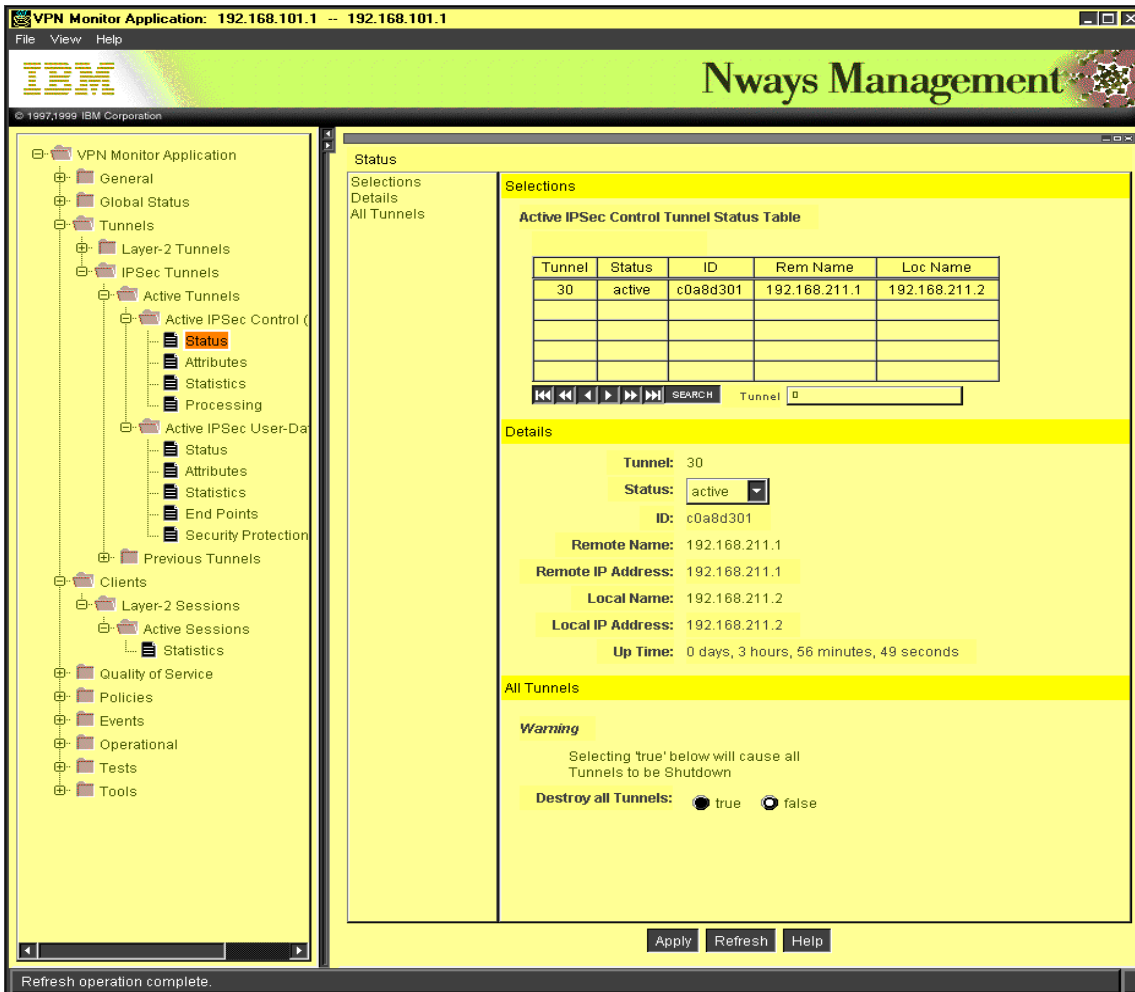 VPN Monitor Application: 192.168.101.1 -- 192.168.101.1
File View Help
IBM
Nways Management
© 1997,1999 IBM Corporation
VPN Monitor Application
General
Global Status
Tunnels
Layer-2 Tunnels
IPSec Tunnels
Active Tunnels
Active IPSec Control (
Status
Attributes
Statistics
Processing
Active IPSec User-Da
Status
Attributes
Statistics
End Points
Security Protection
Previous Tunnels
Clients
Layer-2 Sessions
Active Sessions
Statistics
Quality of Service
Policies
Events
Operational
Tests
Tools
Status
Selections
Details
All Tunnels
Selections
Active IPSec Control Tunnel Status Table
Tunnel Status ID Rem Name Loc Name
30 active c0a8d301 192.168.211.1 192.168.211.2
SEARCH Tunnel
Details
Tunnel: 30
Status: active
ID: c0a8d301
Remote Name: 192.168.211.1
Remote IP Address: 192.168.211.1
Local Name: 192.168.211.2
Local IP Address: 192.168.211.2
Up Time: 0 days, 3 hours, 56 minutes, 49 seconds
All Tunnels
Warning
Selecting 'true' below will cause all
Tunnels to be Shutdown
Destroy all Tunnels: true false
Apply Refresh Help
Refresh operation complete.